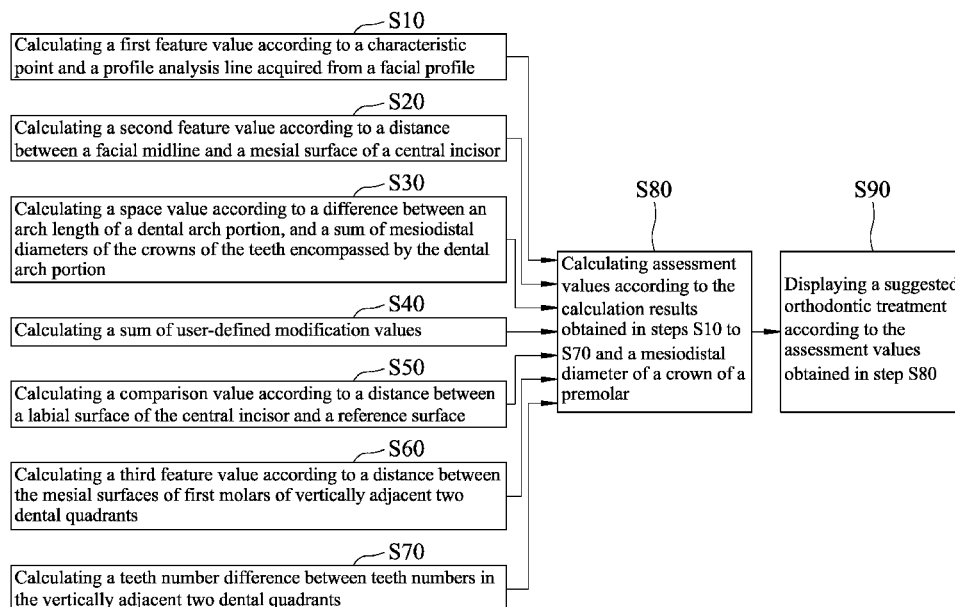 S10
Calculating a first feature value according to a characteristic
point and a profile analysis line acquired from a facial profile
S20
Calculating a second feature value according to a distance
between a facial midline and a mesial surface of a central incisor
S30
Calculating a space value according to a difference between an
arch length of a dental arch portion, and a sum of mesiodistal
diameters of the crowns of the teeth encompassed by the dental
arch portion
S40
Calculating a sum of user-defined modification values
S50
Calculating a comparison value according to a distance between
a labial surface of the central incisor and a reference surface
S60
Calculating a third feature value according to a distance between
the mesial surfaces of first molars of vertically adjacent two
dental quadrants
S70
Calculating a teeth number difference between teeth numbers in
the vertically adjacent two dental quadrants
S80
Calculating assessment
values according to the
calculation results
obtained in steps S10 to
S70 and a mesiodistal
diameter of a crown of a
premolar
S90
Displaying a suggested
orthodontic treatment
according to the
assessment values
obtained in step S80